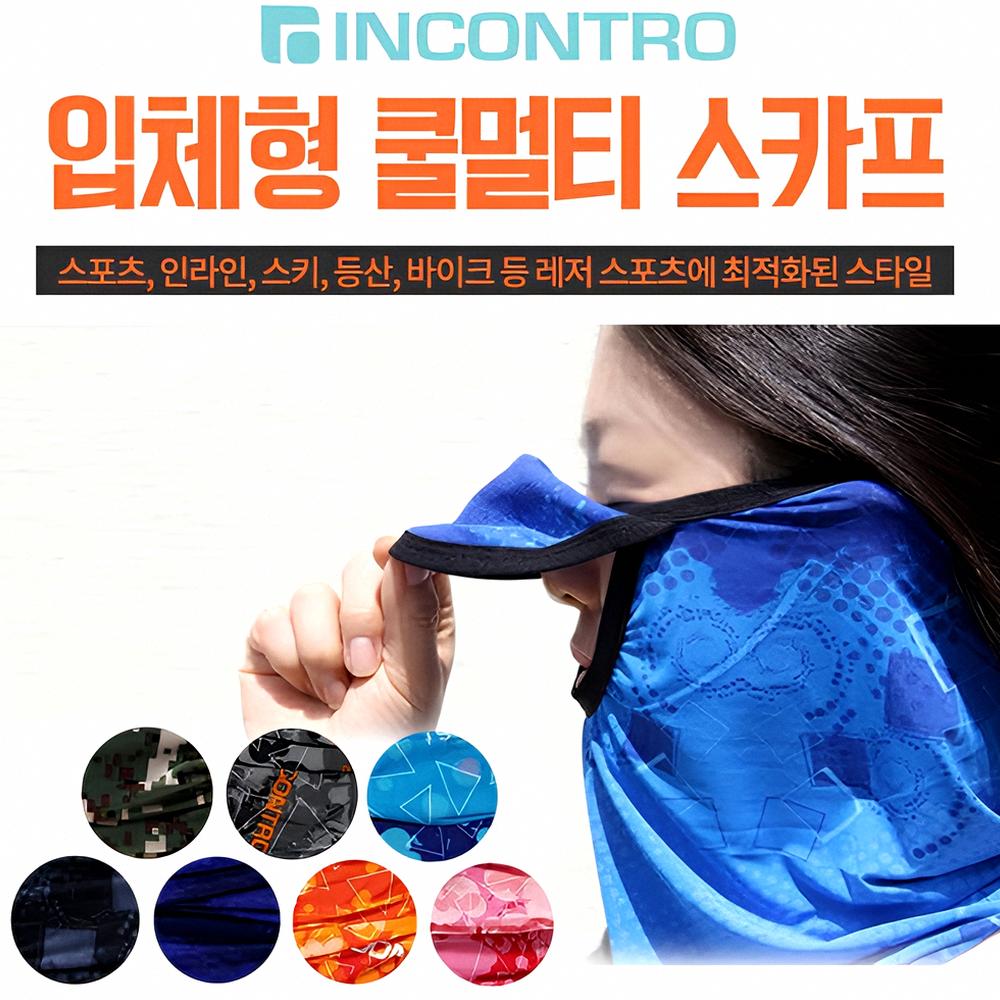 INCONTRO
입체형 쿨멀티 스카프
스포츠, 인라인, 스키, 등산, 바이크 등 레저 스포츠에 최적화된 스타일
CONTRO